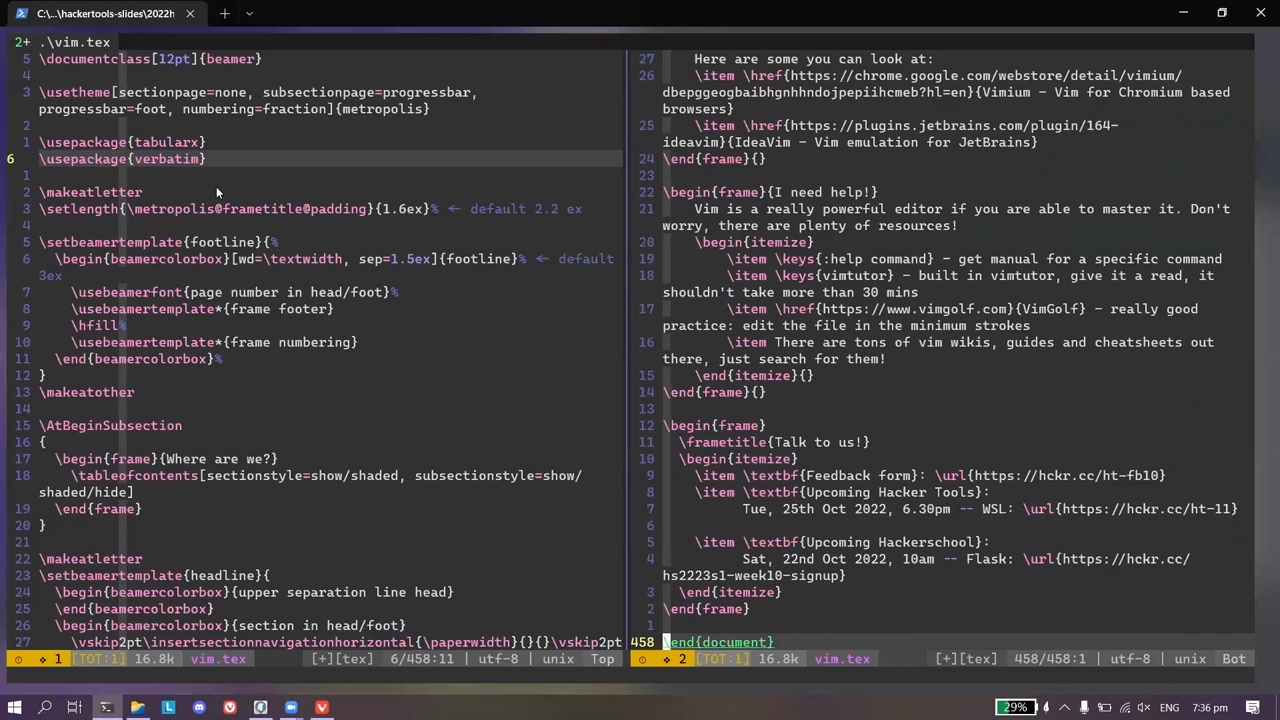 C:\...\hackertools-slides\2022h
2+ .\vim.tex
5 \documentclass[12pt]{beamer}
4
3 \usetheme[sectionpage=none, subsectionpage=progressbar,
progressbar=foot, numbering=fraction]{metropolis}
2
1 \usepackage{tabularx}
6 \usepackage{verbatim}
1
2 \makeatletter
3 \setlength{\metropolis@frametitle@padding}{1.6ex}% ← default 2.2 ex
4
5 \setbeamertemplate{footline}{%
6 \begin{beamercolorbox}[wd=\textwidth, sep=1.5ex]{footline}% ← default
3ex
7 \usebeamerfont{page number in head/foot}%
8 \usebeamertemplate*{frame footer}
9 \hfill%
10 \usebeamertemplate*{frame numbering}
11 \end{beamercolorbox}%
12 }
13 \makeatother
14
15 \AtBeginSubsection
16 {
17 \begin{frame}{Where are we?}
18 \tableofcontents[sectionstyle=show/shaded, subsectionstyle=show/
shaded/hide]
19 \end{frame}
20 }
21
22 \makeatletter
23 \setbeamertemplate{headline}{
24 \begin{beamercolorbox}{upper separation line head}
25 \end{beamercolorbox}
26 \begin{beamercolorbox}{section in head/foot}
27 \vskip2pt\insertsectionnavigationhorizontal{\paperwidth}{}{}\vskip2pt
1 [TOT:1] 16.8k vim.tex [+][tex] 6/458:11 utf-8 unix Top
27 Here are some you can look at:
26 \item \href{https://chrome.google.com/webstore/detail/vimium/
dbepggeogbaibhgnhhndojpepiihcmeb?hl=en}{Vimium - Vim for Chromium based
browsers}
25 \item \href{https://plugins.jetbrains.com/plugin/164-
ideavim}{IdeaVim - Vim emulation for JetBrains}
24 \end{frame}{}
23
22 \begin{frame}{I need help!}
21 Vim is a really powerful editor if you are able to master it. Don't
worry, there are plenty of resources!
20 \begin{itemize}
19 \item \keys{:help command} - get manual for a specific command
18 \item \keys{vimtutor} - built in vimtutor, give it a read, it
shouldn't take more than 30 mins
17 \item \href{https://www.vimgolf.com}{VimGolf} - really good
practice: edit the file in the minimum strokes
16 \item There are tons of vim wikis, guides and cheatsheets out
there, just search for them!
15 \end{itemize}{}
14 \end{frame}{}
13
12 \begin{frame}
11 \frametitle{Talk to us!}
10 \begin{itemize}
9 \item \textbf{Feedback form}: \url{https://hckr.cc/ht-fb10}
8 \item \textbf{Upcoming Hacker Tools}:
7 Tue, 25th Oct 2022, 6.30pm -- WSL: \url{https://hckr.cc/ht-11}
6
5 \item \textbf{Upcoming Hackerschool}:
4 Sat, 22nd Oct 2022, 10am -- Flask: \url{https://hckr.cc/
hs2223s1-week10-signup}
3 \end{itemize}
2 \end{frame}
1
458 \end{document}
2 [TOT:1] 16.8k vim.tex [+][tex] 458/458:1 utf-8 unix Bot
29% 7:36 pm